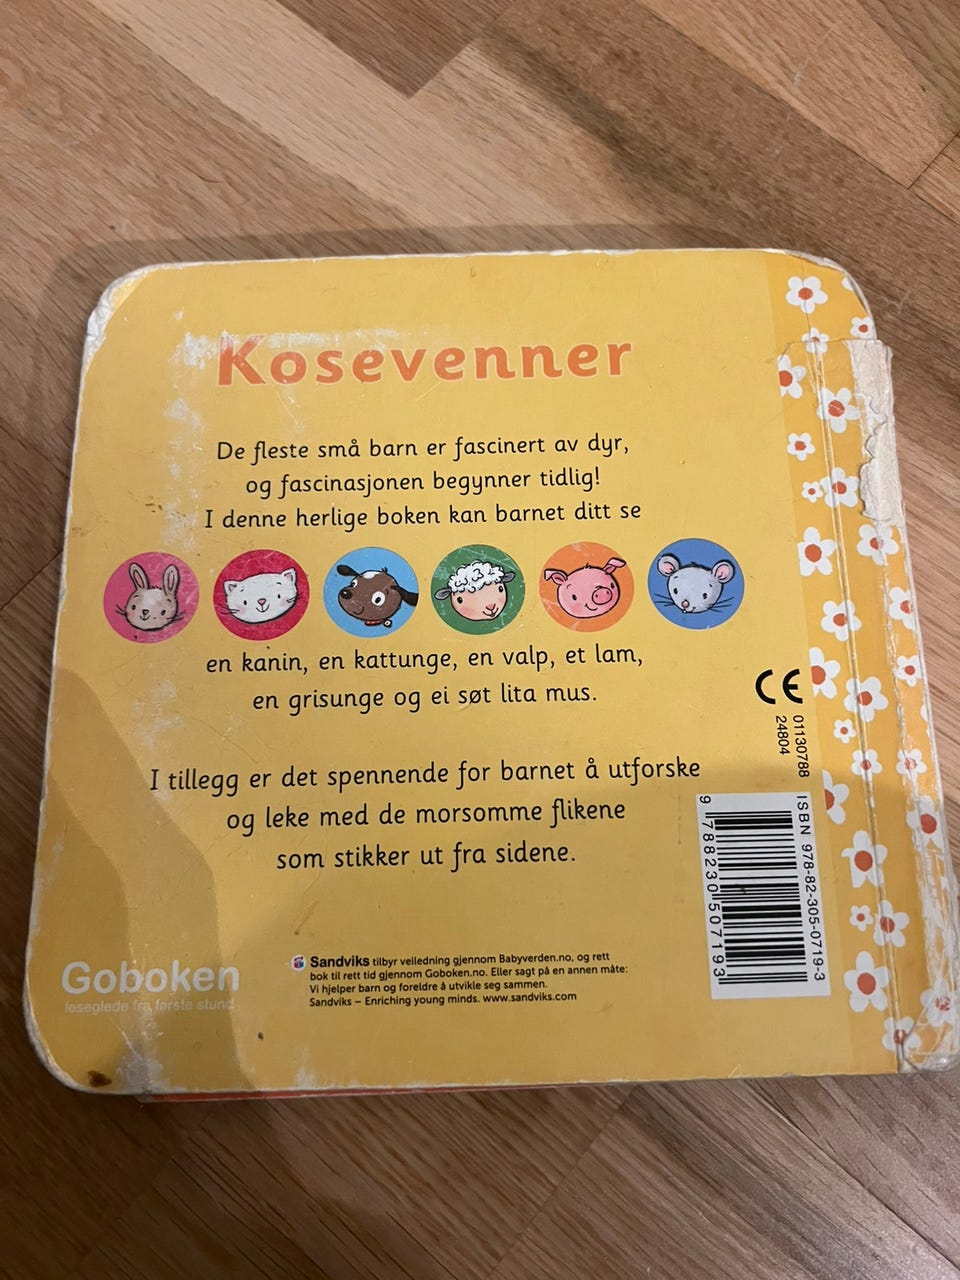 Kosevenner
De fleste små barn er fascinert av dyr,
og fascinasjonen begynner tidlig!
I denne herlige boken kan barnet ditt se
en kanin, en kattunge, en valp, et lam,
en grisunge og ei søt lita mus.
I tillegg er det spennende for barnet å utforske
og leke med de morsomme flikene
som stikker ut fra sidene.
CE
01130788
24804
ISBN 978-82-305-0719-3
9 788230 507193
Goboken
leseglede fra første stund
Sandviks tilbyr veiledning gjennom Babyverden.no, og rett
bok til rett tid gjennom Goboken.no. Eller sagt på en annen måte:
Vi hjelper barn og foreldre å utvikle seg sammen.
Sandviks – Enriching young minds. www.sandviks.com